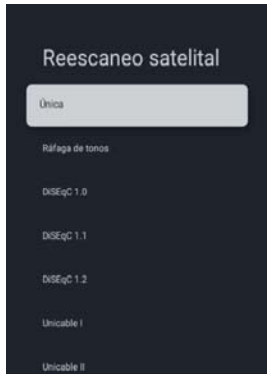 Reescaneo satelital
Única
Ráfaga de tonos
DiSEqC 1.0
DiSEqC 1.1
DiSEqC 1.2
Unicable I
Unicable II